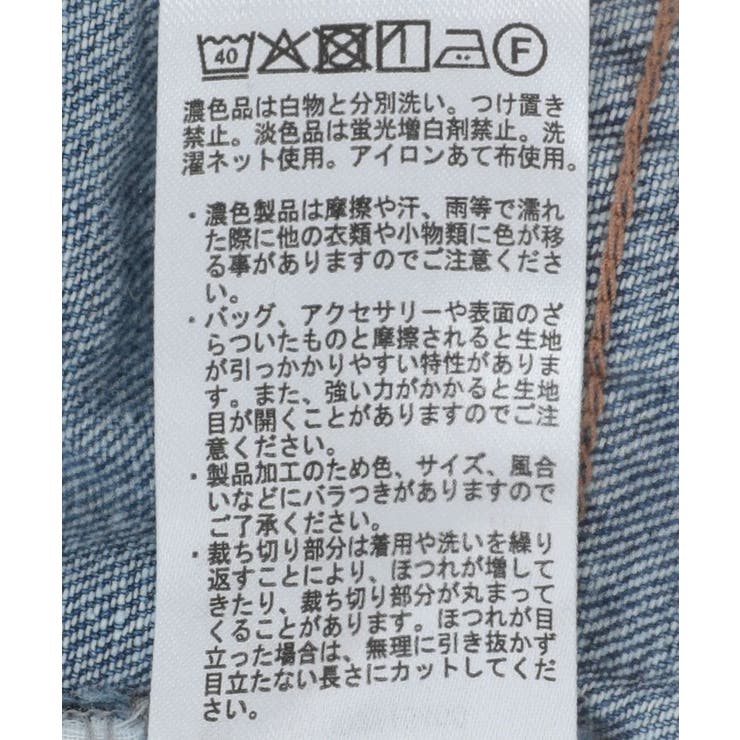 40 F
濃色品は白物と分別洗い。つけ置き
禁止。淡色品は蛍光増白剤禁止。洗
濯ネット使用。アイロンあて布使用。
・濃色製品は摩擦や汗、雨等で濡れ
た際に他の衣類や小物類に色が移
る事がありますのでご注意くださ
い。
・バッグ、アクセサリーや表面のざ
らついたものと摩擦されると生地
が引っかかりやすい特性がありま
す。また、強い力がかかると生地
目が開くことがありますのでご注
意ください。
・製品加工のため色、サイズ、風合
いなどにバラつきがありますので
ご了承ください。
・裁ち切り部分は着用や洗いを繰り
返すことにより、ほつれが増して
きたり、裁ち切り部分が丸まって
くることがあります。ほつれが目
立った場合は、無理に引き抜かず
目立たない長さにカットしてくだ
さい。